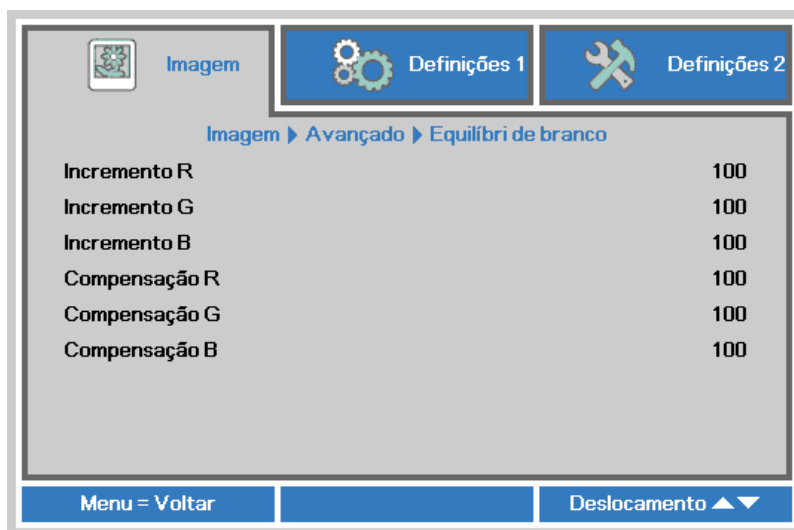 Imagem
Definições 1
Definições 2
Imagem ▶ Avançado ▶ Equilíbri de branco
Incremento R 100
Incremento G 100
Incremento B 100
Compensação R 100
Compensação G 100
Compensação B 100
Menu = Voltar
Deslocamento ▲▼